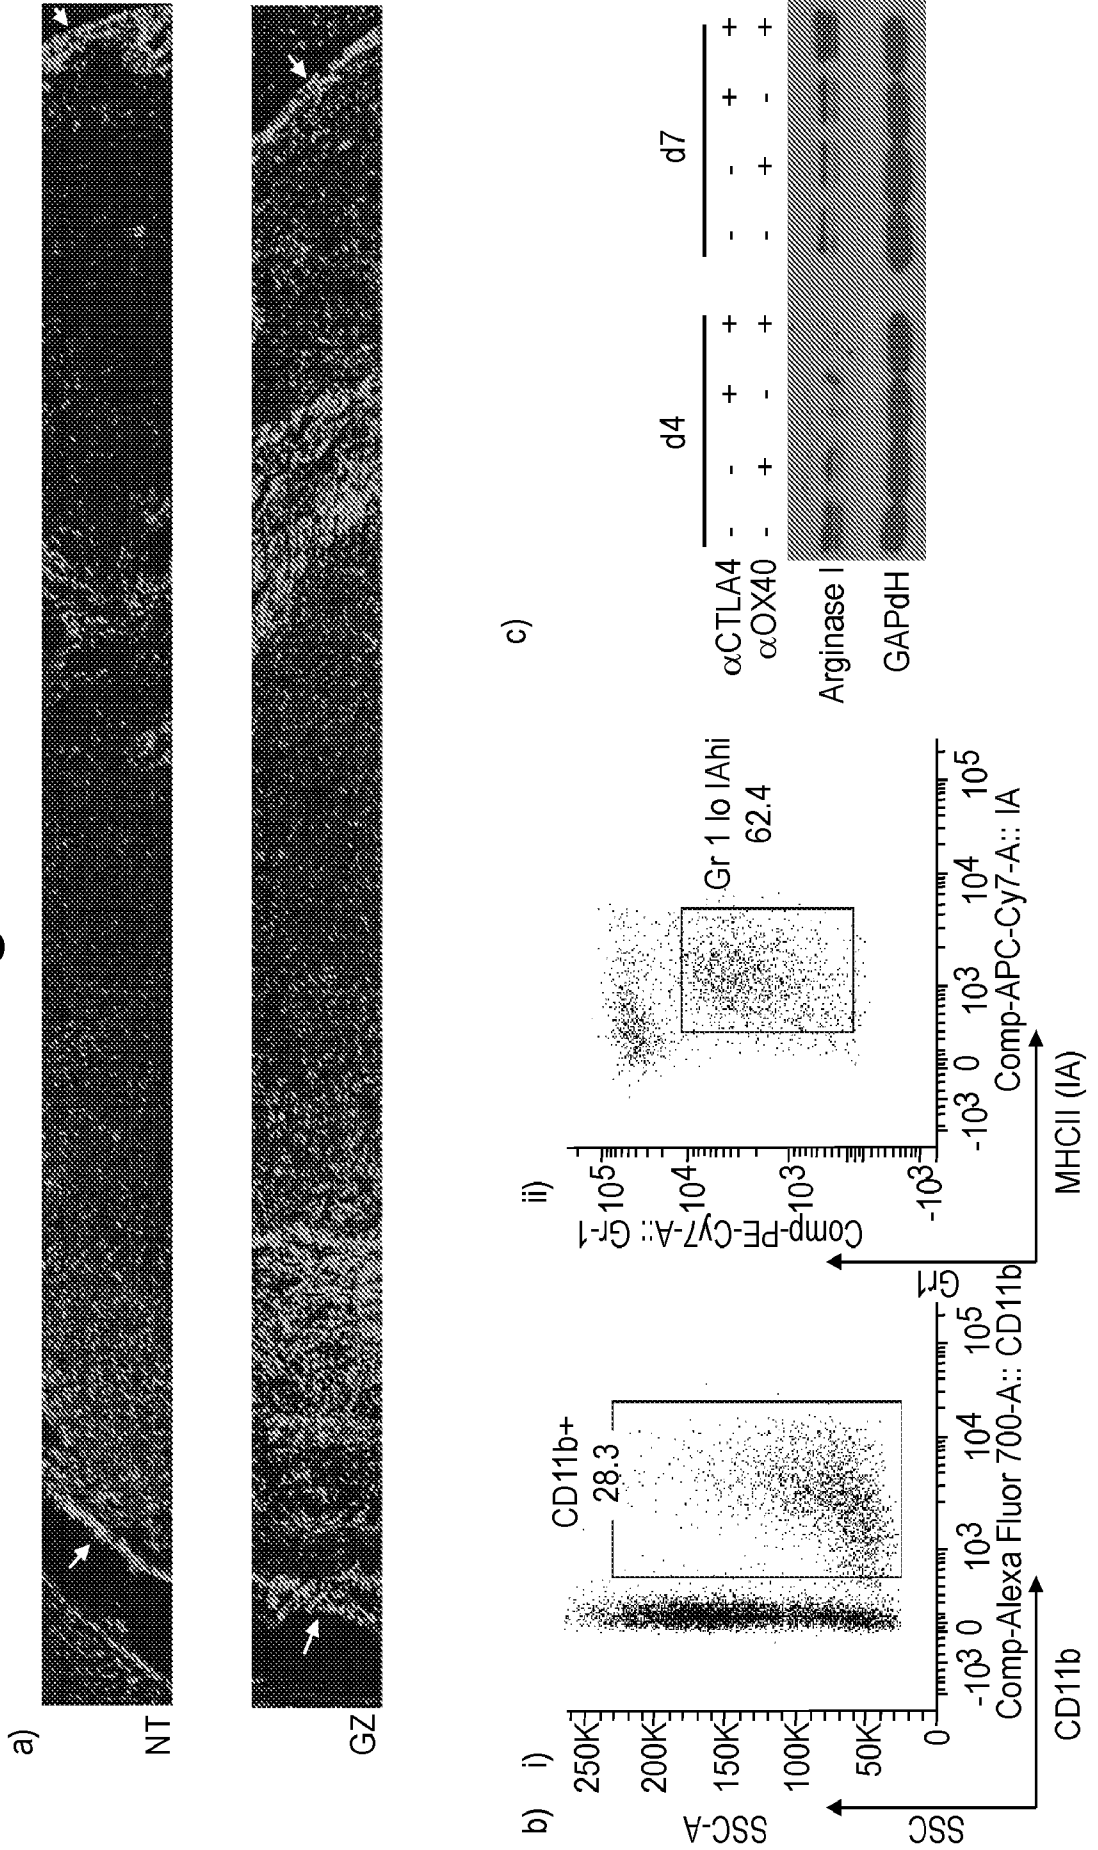 a)
NT
GZ
b) i)
CD11b+
28.3
250K
200K
150K
100K
50K
0
SSC-A
SSC
-10³ 0 10³ 10⁴ 10⁵
Comp-Alexa Fluor 700-A:: CD11b
CD11b
ii)
Gr 1 lo IAhi
62.4
10⁵
10⁴
10³
-10³
Comp-PE-Cy7-A:: Gr-1
Gr1
-10³ 0 10³ 10⁴ 10⁵
Comp-APC-Cy7-A:: IA
MHCII (IA)
c)
d4 d7
αCTLA4 - - + + - - + +
αOX40 - + - + - + - +
Arginase I
GAPdH